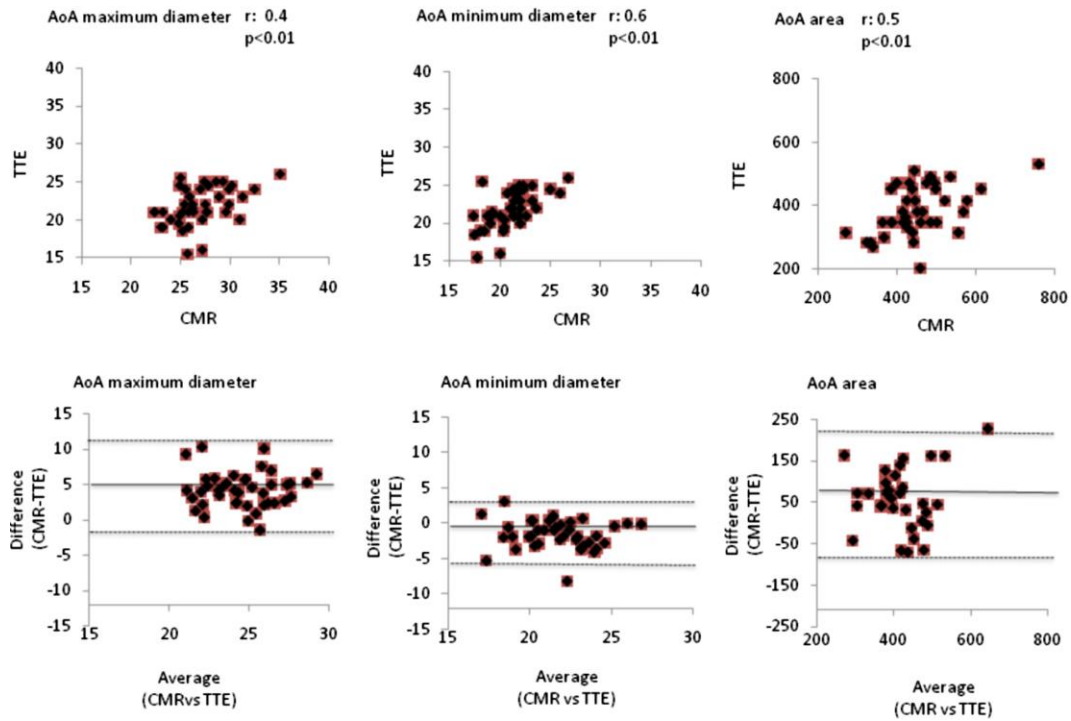 AoA maximum diameter r: 0.4
p<0.01
TTE
40
35
30
25
20
15
15 20 25 30 35 40
CMR
AoA minimum diameter r: 0.6
p<0.01
TTE
40
35
30
25
20
15
15 20 25 30 35 40
CMR
AoA area r: 0.5
p<0.01
TTE
800
600
400
200
200 400 600 800
CMR
AoA maximum diameter
Difference
(CMR-TTE)
15
10
5
0
-5
-10
-15
15 20 25 30
Average
(CMRvsTTE)
AoA minimum diameter
Difference
(CMR-TTE)
15
10
5
0
-5
-10
-15
15 20 25 30
Average
(CMR vs TTE)
AoA area
Difference
(CMR-TTE)
250
150
50
-50
-150
-250
200 400 600 800
Average
(CMR vs TTE)